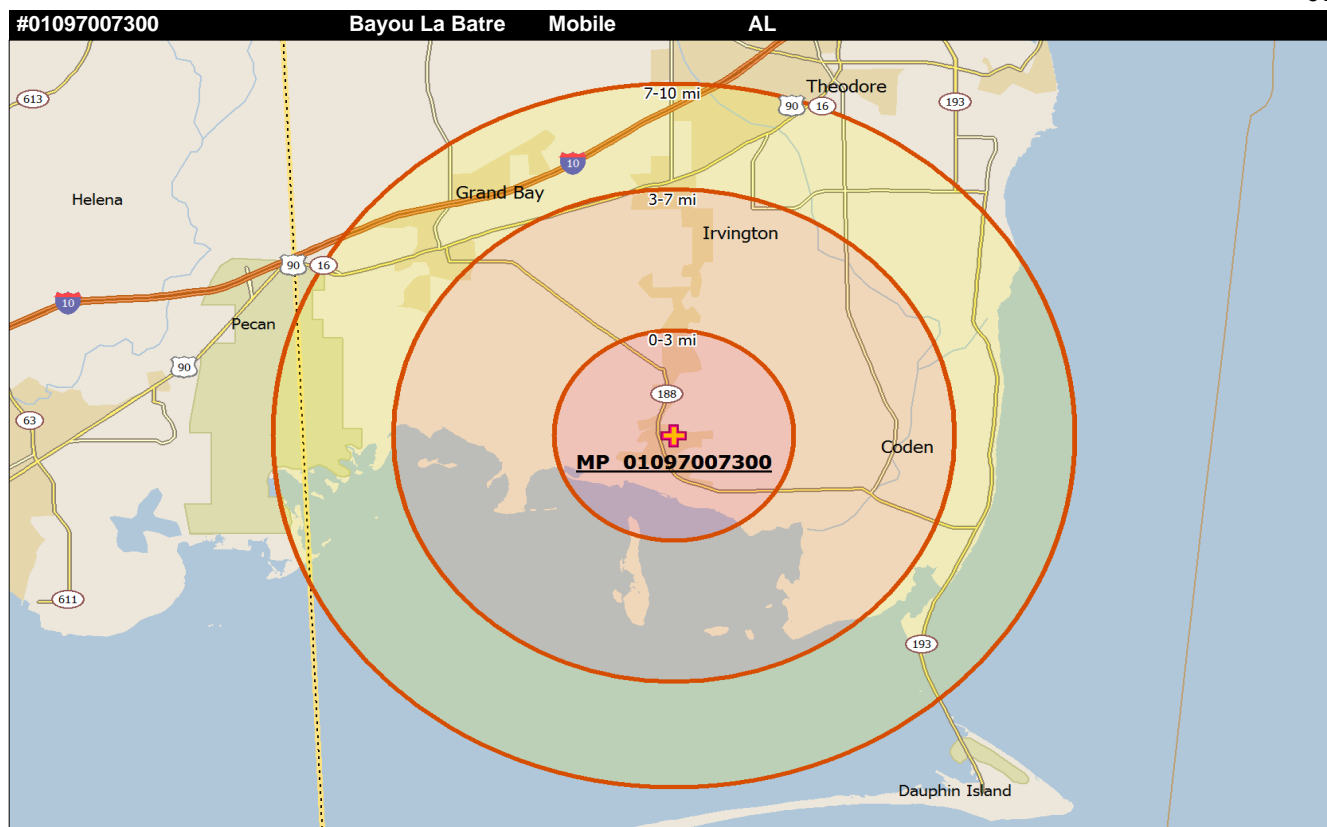 #01097007300 Bayou La Batre Mobile AL
7-10 mi
Theodore
613
90
16
193
10
Helena
Grand Bay
3-7 mi
Irvington
90
16
10
Pecan
0-3 mi
90
188
63
Coden
MP 01097007300
611
193
Dauphin Island